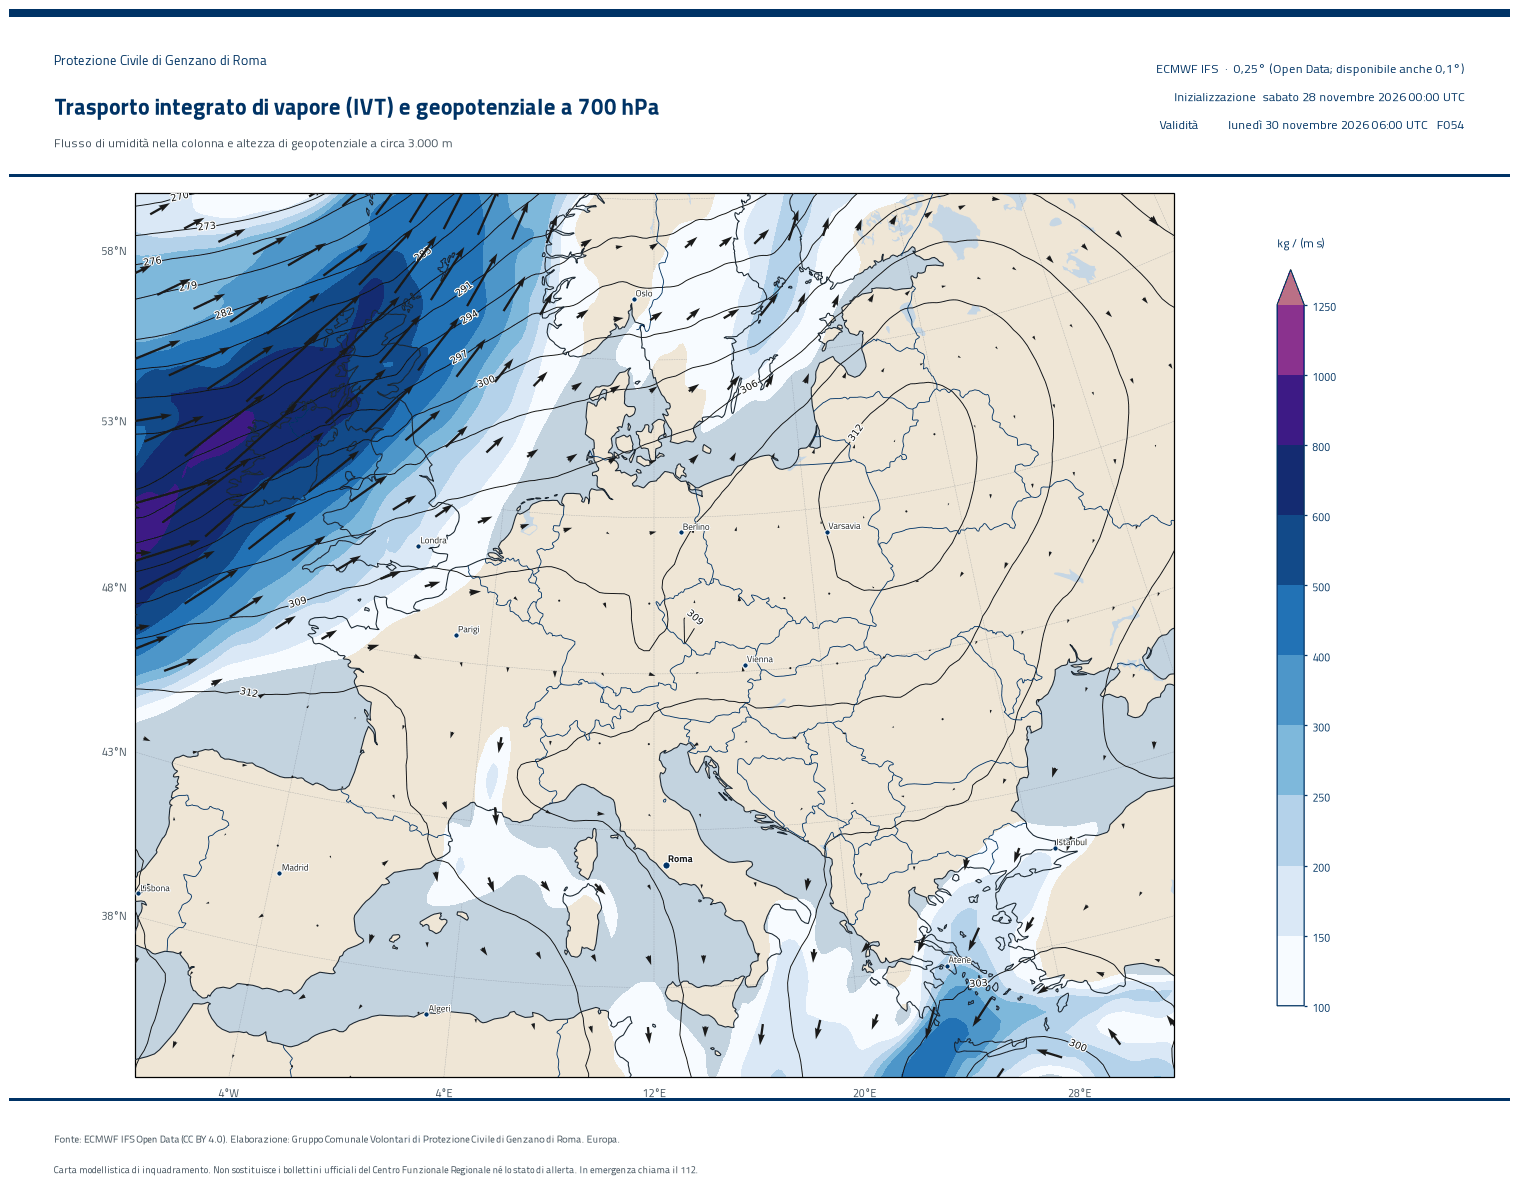 Protezione Civile di Genzano di Roma
Trasporto integrato di vapore (IVT) e geopotenziale a 700 hPa
Flusso di umidità nella colonna e altezza di geopotenziale a circa 3.000 m
ECMWF IFS · 0,25° (Open Data; disponibile anche 0,1°)
Inizializzazione sabato 28 novembre 2026 00:00 UTC
Validità lunedì 30 novembre 2026 06:00 UTC F054
270
273
58°N
276
279
291
Oslo
282
294
297
300
306
53°N
312
Berlino
Varsavia
Londra
48°N
309
309
Parigi
Vienna
312
43°N
Istanbul
Roma
Madrid
Lisbona
38°N
Atene
303
Algeri
300
4°W
4°E
12°E
20°E
28°E
kg / (m s)
1250
1000
800
600
500
400
300
250
200
150
100
Fonte: ECMWF IFS Open Data (CC BY 4.0). Elaborazione: Gruppo Comunale Volontari di Protezione Civile di Genzano di Roma. Europa.
Carta modellistica di inquadramento. Non sostituisce i bollettini ufficiali del Centro Funzionale Regionale né lo stato di allerta. In emergenza chiama il 112.